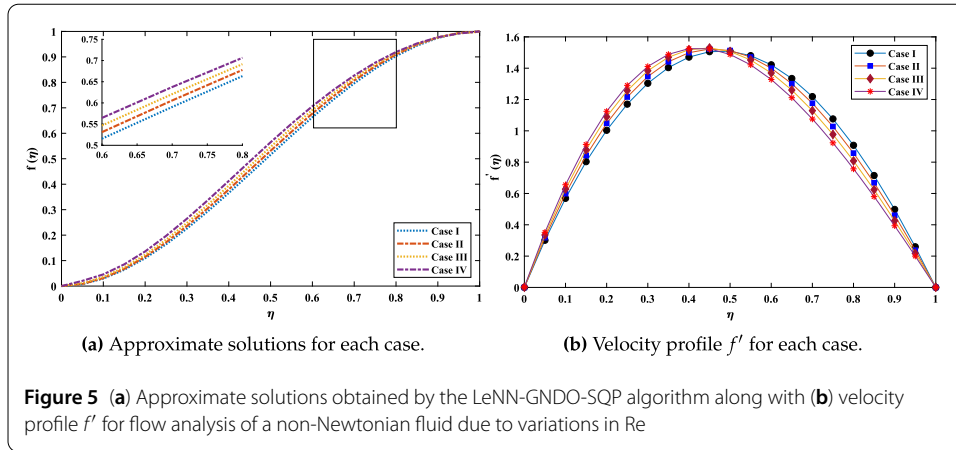 1
0.9
0.8
0.7
0.6
0.5
0.4
0.3
0.2
0.1
0
f (η)
0.75
0.7
0.65
0.6
0.55
0.5
0.6 0.65 0.7 0.75 0.8
Case I
Case II
Case III
Case IV
0 0.1 0.2 0.3 0.4 0.5 0.6 0.7 0.8 0.9 1
η
(a) Approximate solutions for each case.
1.6
1.4
1.2
1
0.8
0.6
0.4
0.2
0
f' (η)
Case I
Case II
Case III
Case IV
0 0.1 0.2 0.3 0.4 0.5 0.6 0.7 0.8 0.9 1
η
(b) Velocity profile f′ for each case.
Figure 5 (a) Approximate solutions obtained by the LeNN-GNDO-SQP algorithm along with (b) velocity
profile f′ for flow analysis of a non-Newtonian fluid due to variations in Re